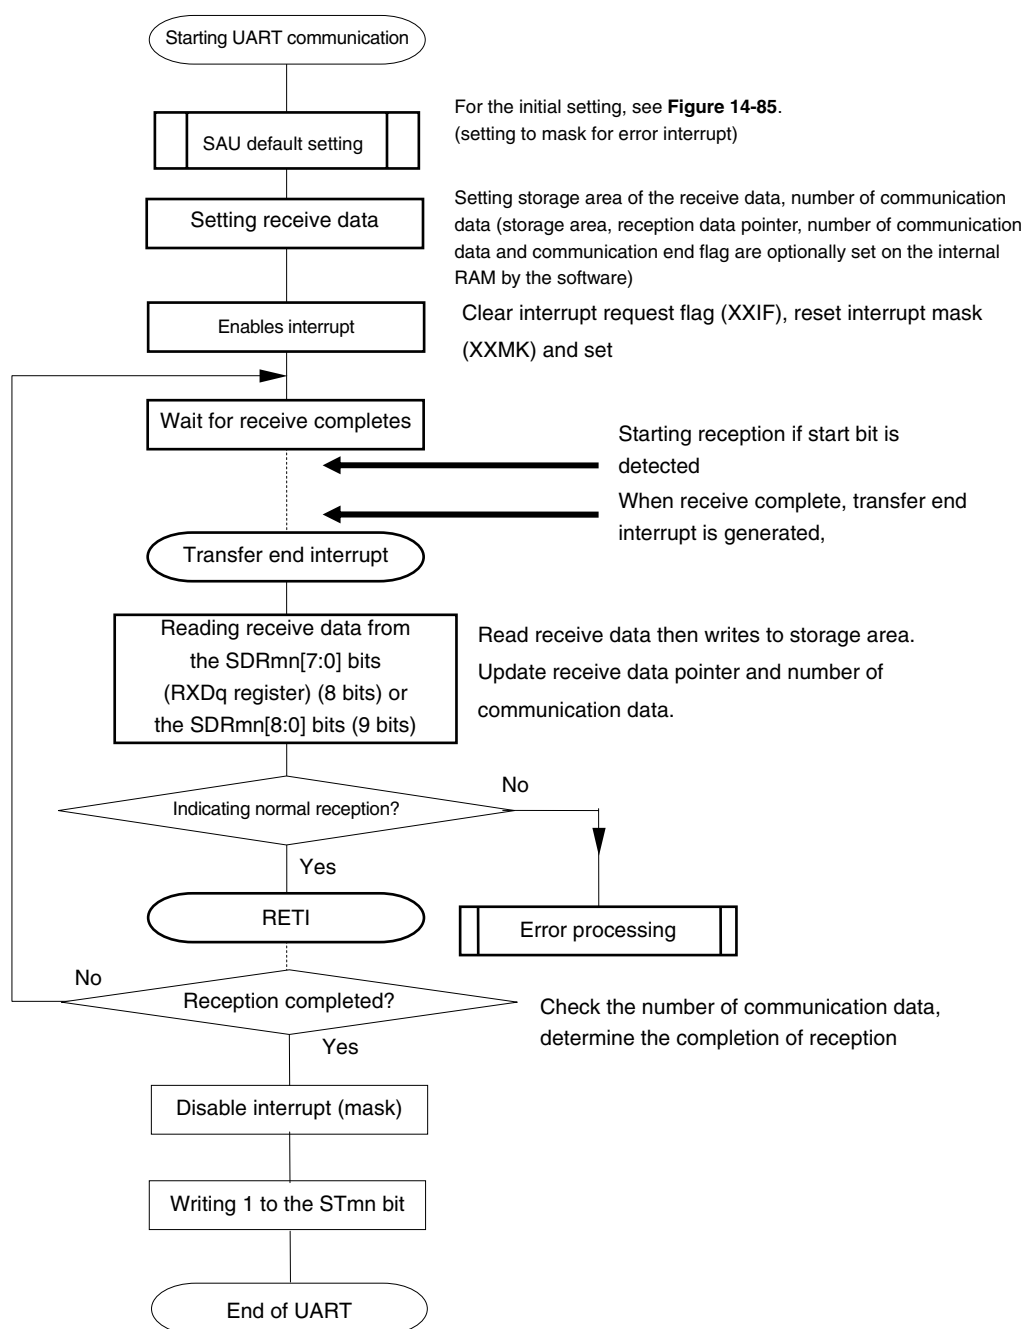 Starting UART communication
For the initial setting, see Figure 14-85.
(setting to mask for error interrupt)
SAU default setting
Setting storage area of the receive data, number of communication
data (storage area, reception data pointer, number of communication
data and communication end flag are optionally set on the internal
RAM by the software)
Setting receive data
Clear interrupt request flag (XXIF), reset interrupt mask
(XXMK) and set
Enables interrupt
Wait for receive completes
Starting reception if start bit is
detected
When receive complete, transfer end
interrupt is generated,
Transfer end interrupt
Reading receive data from
the SDRmn[7:0] bits
(RXDq register) (8 bits) or
the SDRmn[8:0] bits (9 bits)
Read receive data then writes to storage area.
Update receive data pointer and number of
communication data.
No
Indicating normal reception?
Yes
RETI
Error processing
No
Reception completed?
Check the number of communication data,
determine the completion of reception
Yes
Disable interrupt (mask)
Writing 1 to the STmn bit
End of UART